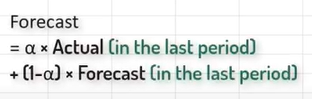 Forecast
= α × Actual (in the last period)
+ (1-α) × Forecast (in the last period)